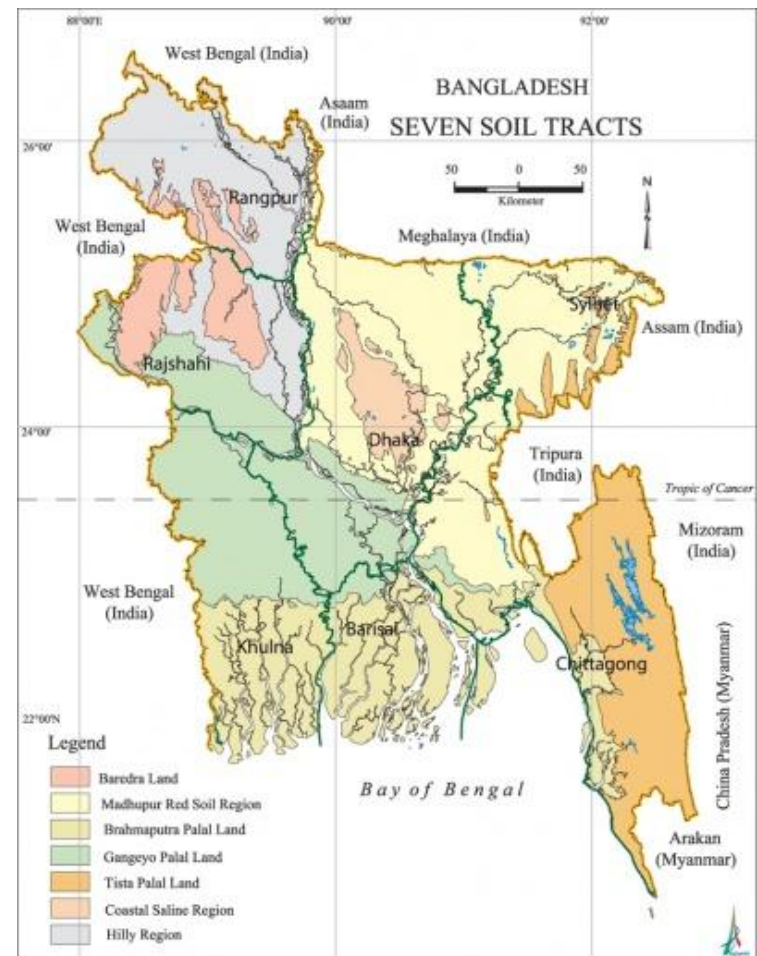 88°00'E
90°00'
92°00'
West Bengal (India)
BANGLADESH
SEVEN SOIL TRACTS
Asaam
(India)
26°00'
50
0
50
Kilometer
N
Rangpur
West Bengal
(India)
Meghalaya (India)
Sylhet
Assam (India)
Rajshahi
24°00'
Dhaka
Tripura
(India)
Tropic of Cancer
Mizoram
(India)
West Bengal
(India)
Khulna
Barisal
Chittagong
China Pradesh (Myanmar)
22°00'N
Bay of Bengal
Arakan
(Myanmar)
Legend
Baredra Land
Madhupur Red Soil Region
Brahmaputra Palal Land
Gangeyo Palal Land
Tista Palal Land
Coastal Saline Region
Hilly Region